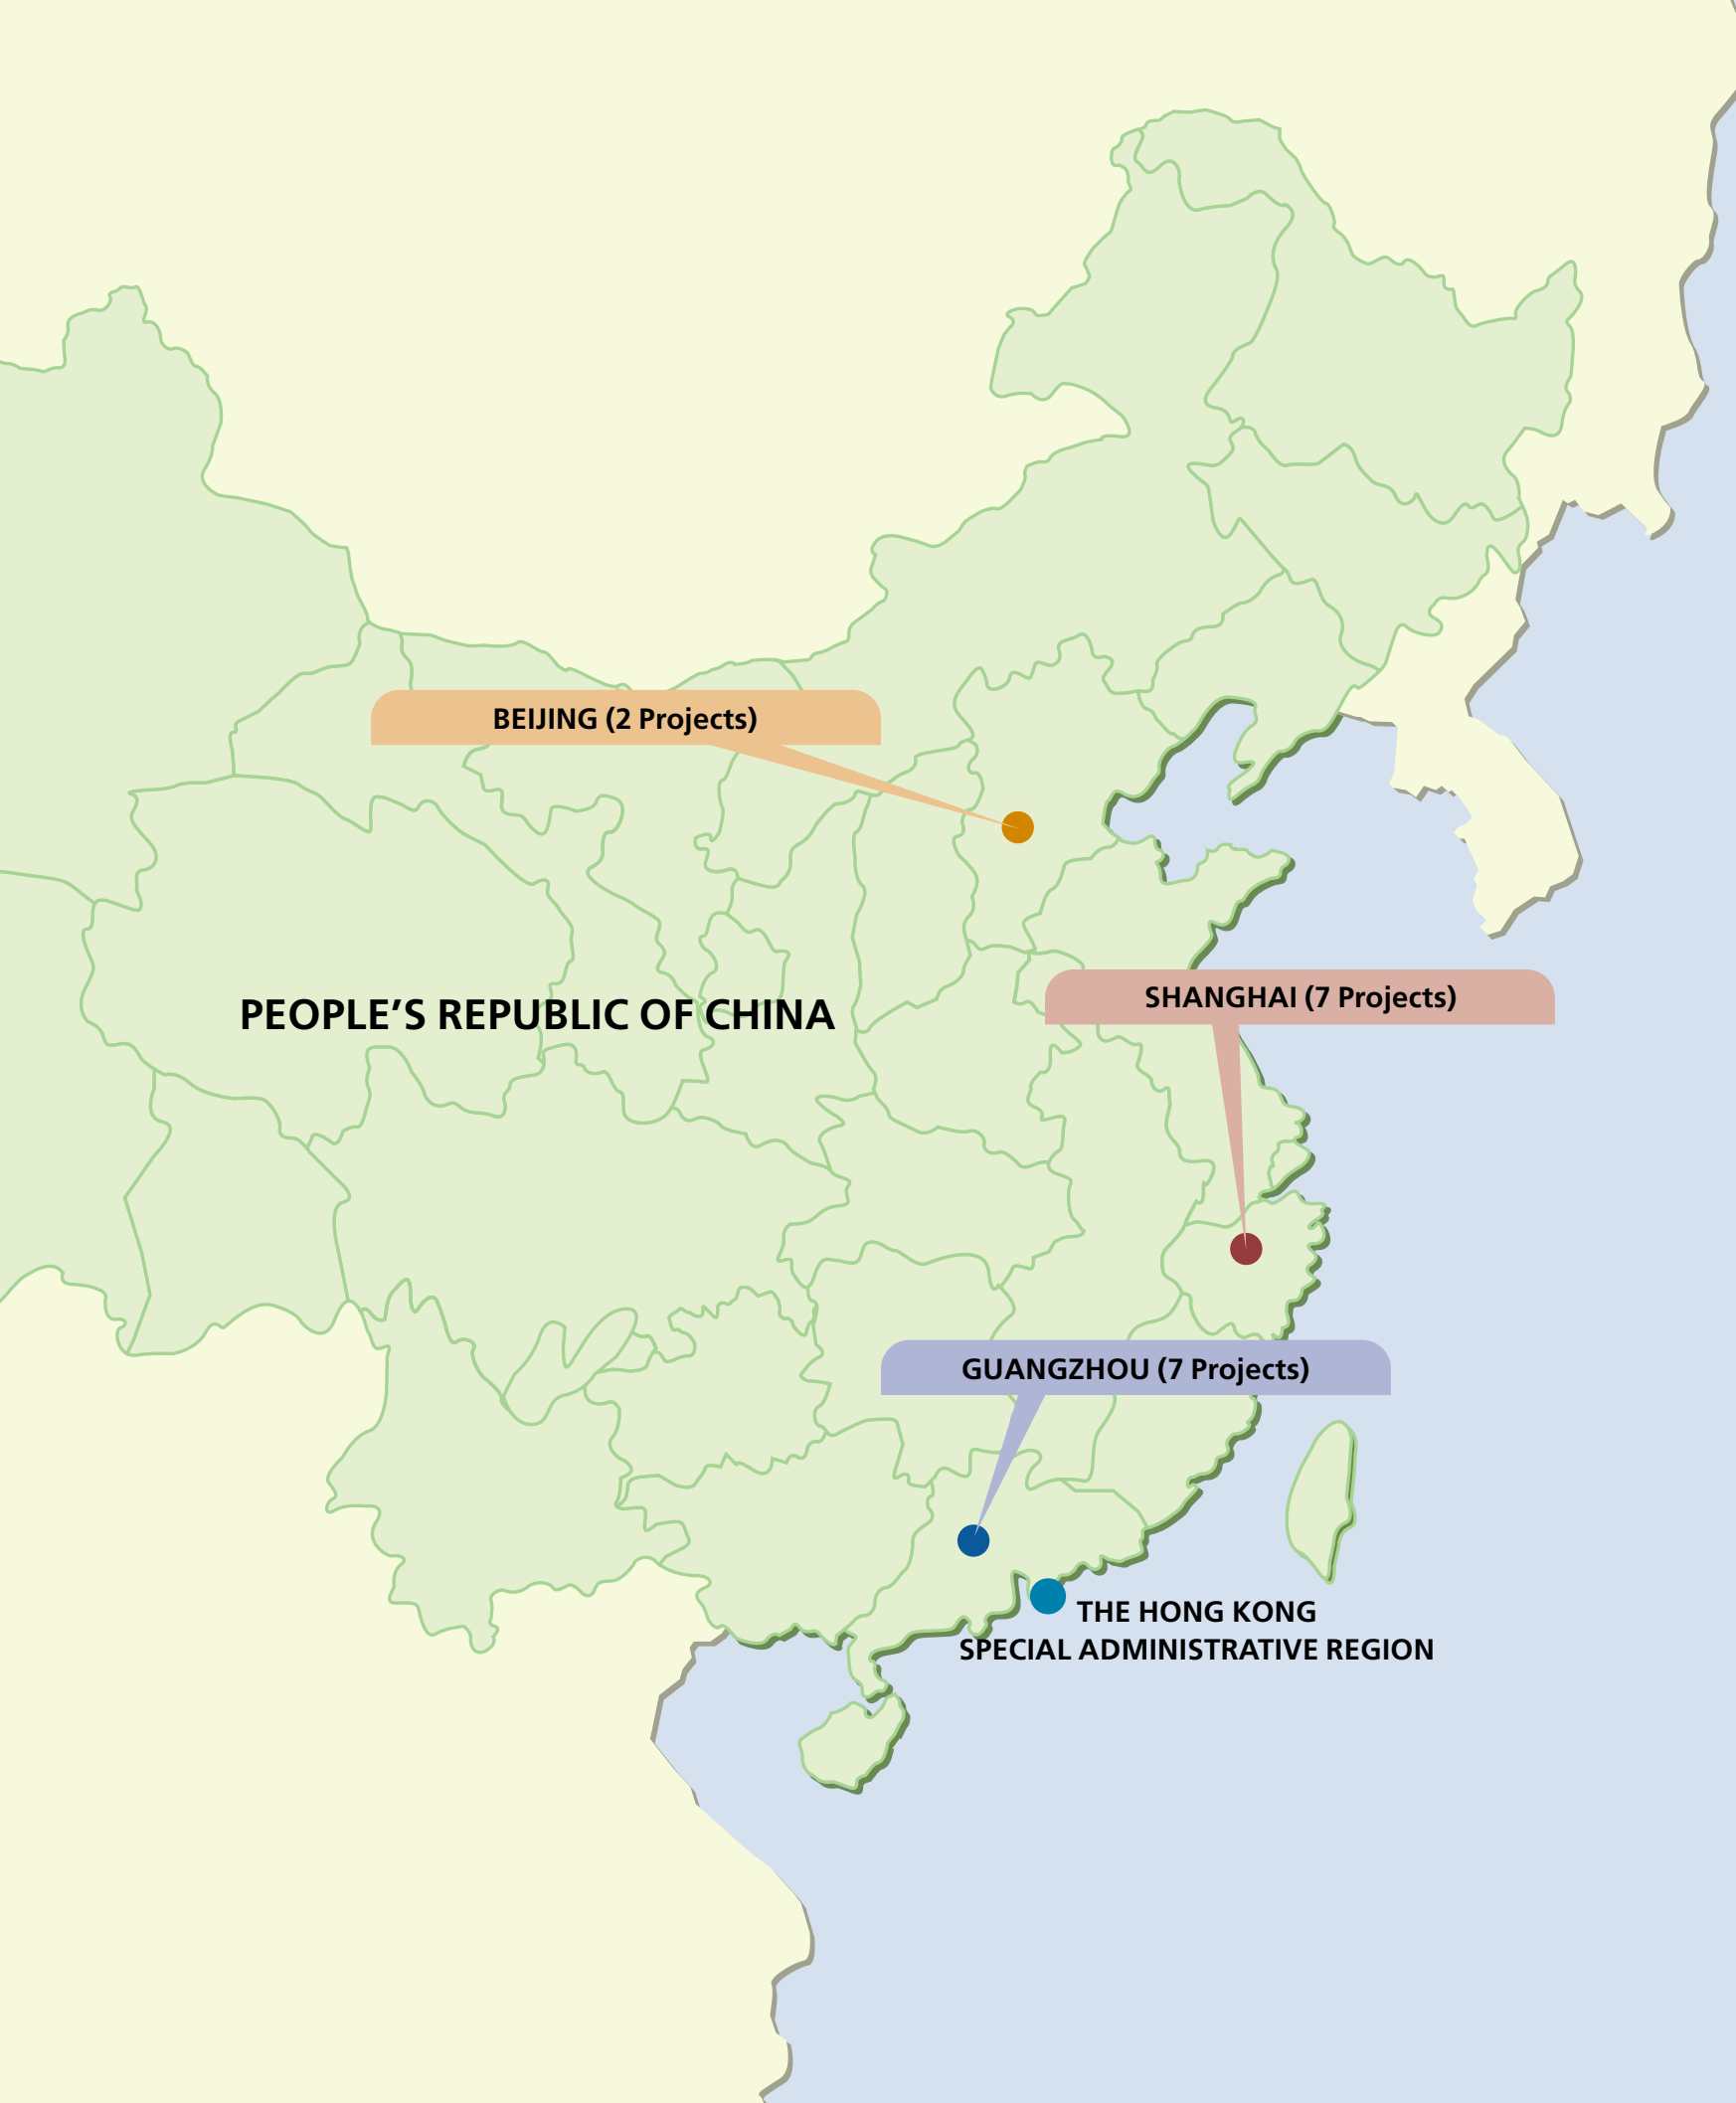 BEIJING (2 Projects)
SHANGHAI (7 Projects)
PEOPLE’S REPUBLIC OF CHINA
GUANGZHOU (7 Projects)
THE HONG KONG
SPECIAL ADMINISTRATIVE REGION